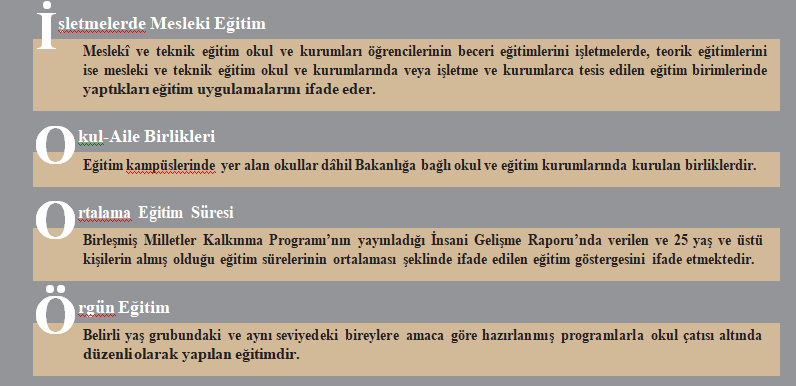 İşletmelerde Mesleki Eğitim
Meslekî ve teknik eğitim okul ve kurumları öğrencilerinin beceri eğitimlerini işletmelerde, teorik eğitimlerini
ise mesleki ve teknik eğitim okul ve kurumlarında veya işletme ve kurumlarca tesis edilen eğitim birimlerinde
yaptıkları eğitim uygulamalarını ifade eder.
Okul-Aile Birlikleri
Eğitim kampüslerinde yer alan okullar dâhil Bakanlığa bağlı okul ve eğitim kurumlarında kurulan birliklerdir.
Ortalama Eğitim Süresi
Birleşmiş Milletler Kalkınma Programı’nın yayınladığı İnsani Gelişme Raporu’nda verilen ve 25 yaş ve üstü
kişilerin almış olduğu eğitim sürelerinin ortalaması şeklinde ifade edilen eğitim göstergesini ifade etmektedir.
Örgün Eğitim
Belirli yaş grubundaki ve aynı seviyedeki bireylere amaca göre hazırlanmış programlarla okul çatısı altında
düzenli olarak yapılan eğitimdir.